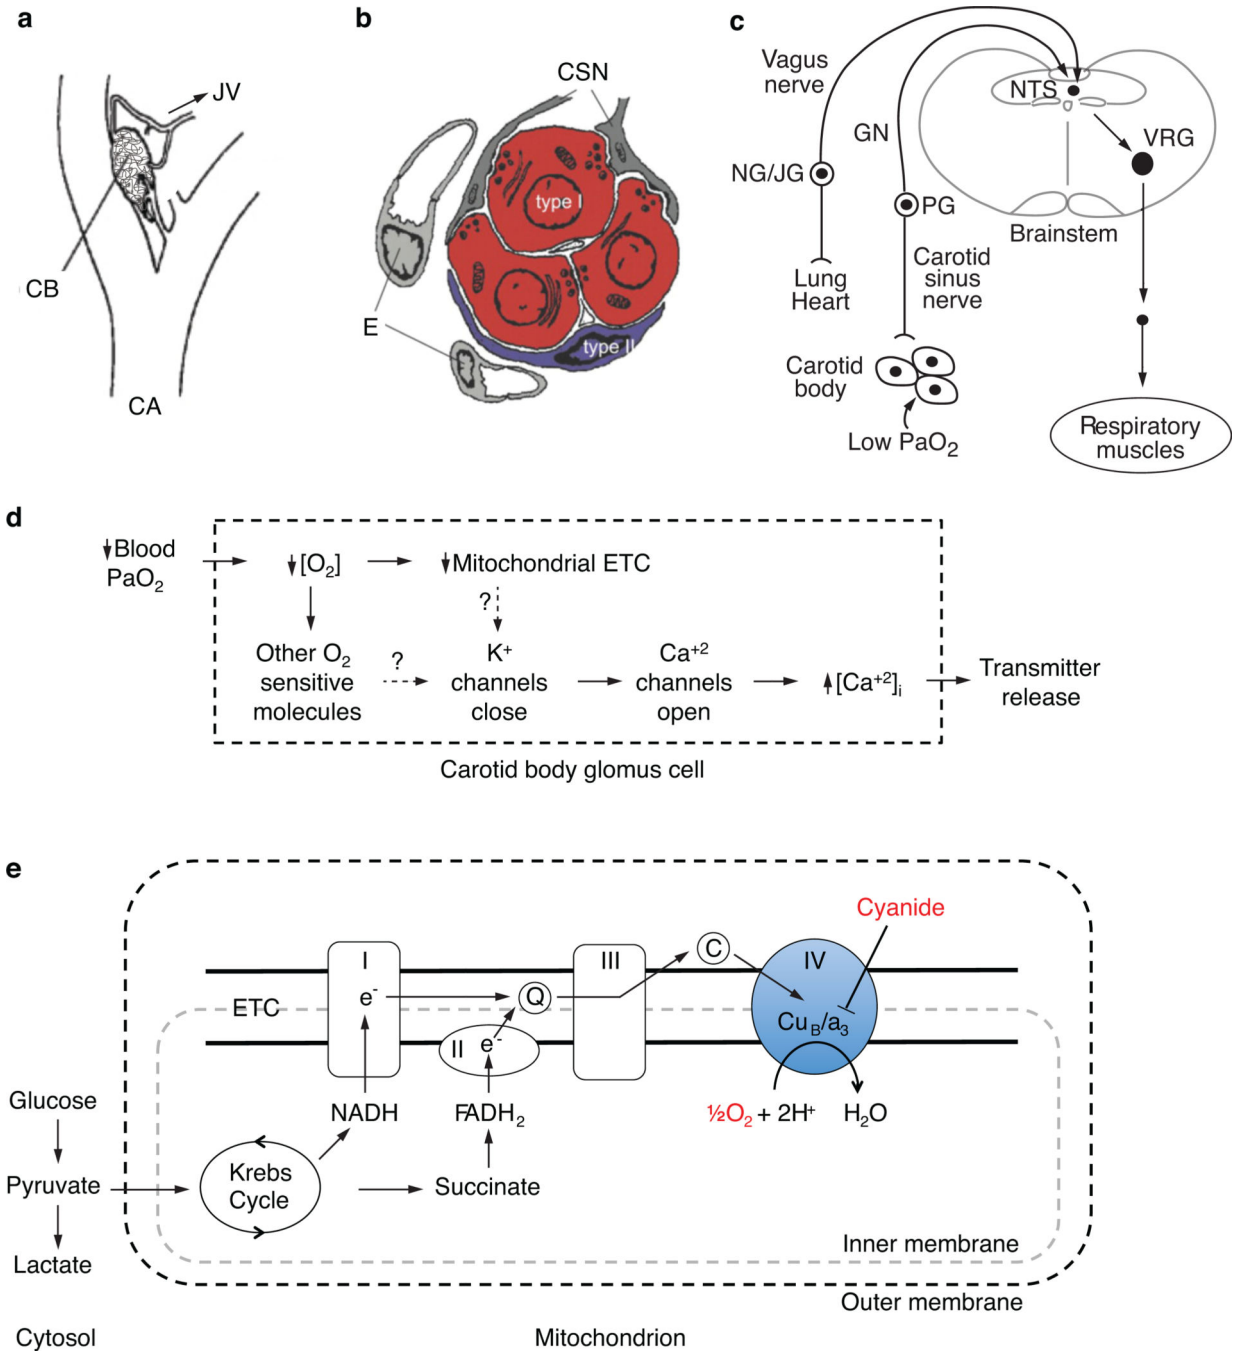 a
JV
CB
CA
b
CSN
type I
E
type II
c
Vagus
nerve
NTS
GN
VRG
NG/JG
PG
Brainstem
Lung
Heart
Carotid
sinus
nerve
Carotid
body
Low PaO₂
Respiratory
muscles
d
↓Blood
PaO₂
↓[O₂]
↓Mitochondrial ETC
?
Other O₂
sensitive
molecules
?
K⁺
channels
close
Ca⁺²
channels
open
↑[Ca⁺²]ᵢ
Transmitter
release
Carotid body glomus cell
e
Cyanide
I
III
C
IV
ETC
e⁻
Q
Cu_B/a₃
II
e⁻
Glucose
NADH
FADH₂
½O₂ + 2H⁺
H₂O
Pyruvate
Krebs
Cycle
Succinate
Lactate
Inner membrane
Outer membrane
Cytosol
Mitochondrion